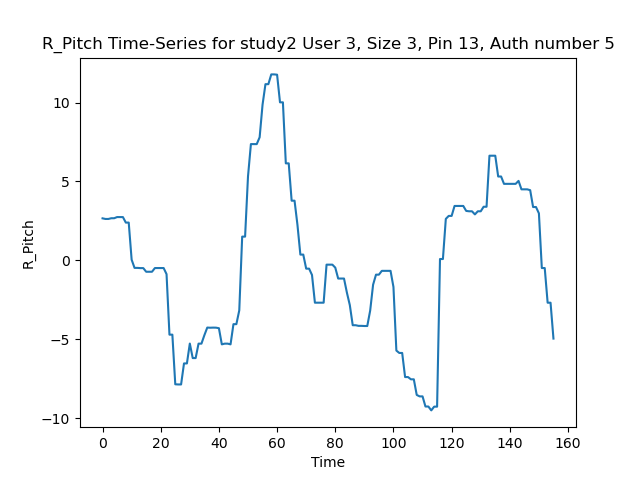 R_Pitch Time-Series for study2 User 3, Size 3, Pin 13, Auth number 5
10
5
0
−5
−10
R_Pitch
0 20 40 60 80 100 120 140 160
Time